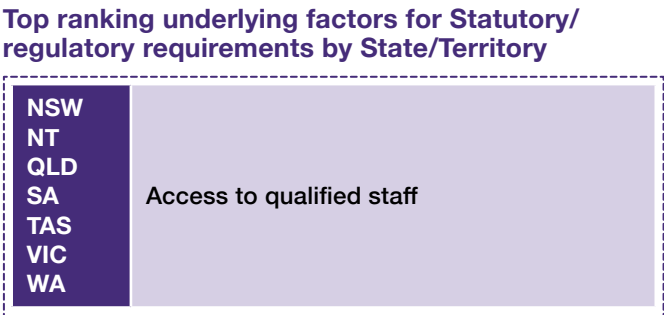 Top ranking underlying factors for Statutory/
regulatory requirements by State/Territory
NSW
NT
QLD
SA
TAS
VIC
WA
Access to qualified staff